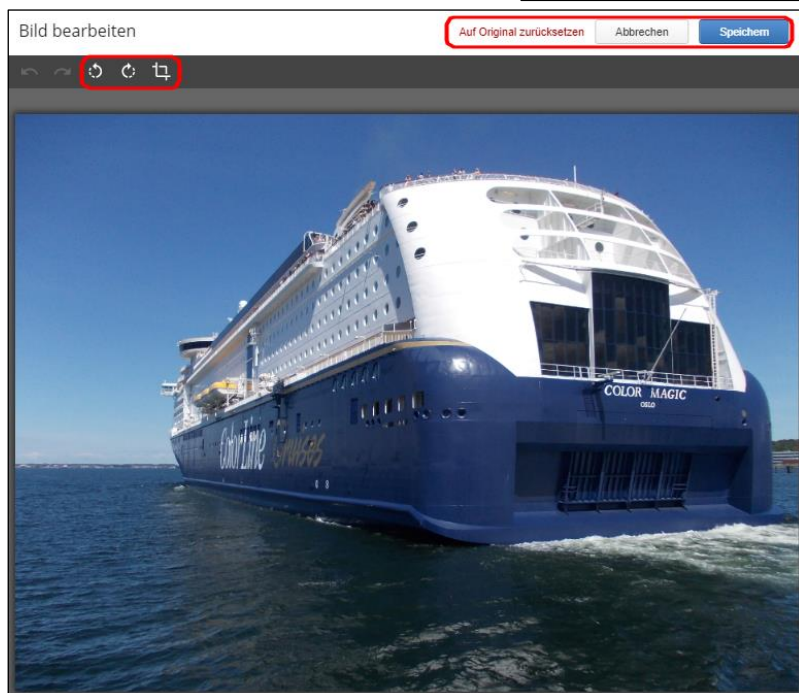 Bild bearbeiten
Auf Original zurücksetzen
Abbrechen
Speichern
COLOR MAGIC
OSLO
Color Line
Cruises